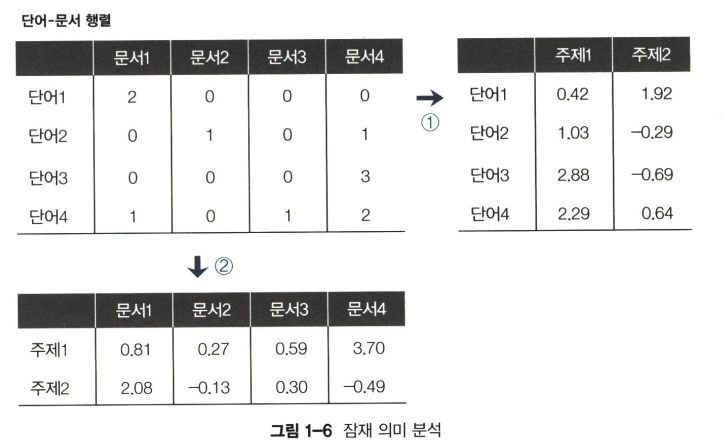 단어-문서 행렬
문서1 문서2 문서3 문서4
단어1 2 0 0 0
단어2 0 1 0 1
단어3 0 0 0 3
단어4 1 0 1 2
①
주제1 주제2
단어1 0.42 1.92
단어2 1.03 -0.29
단어3 2.88 -0.69
단어4 2.29 0.64
②
문서1 문서2 문서3 문서4
주제1 0.81 0.27 0.59 3.70
주제2 2.08 -0.13 0.30 -0.49
그림 1-6 잠재 의미 분석